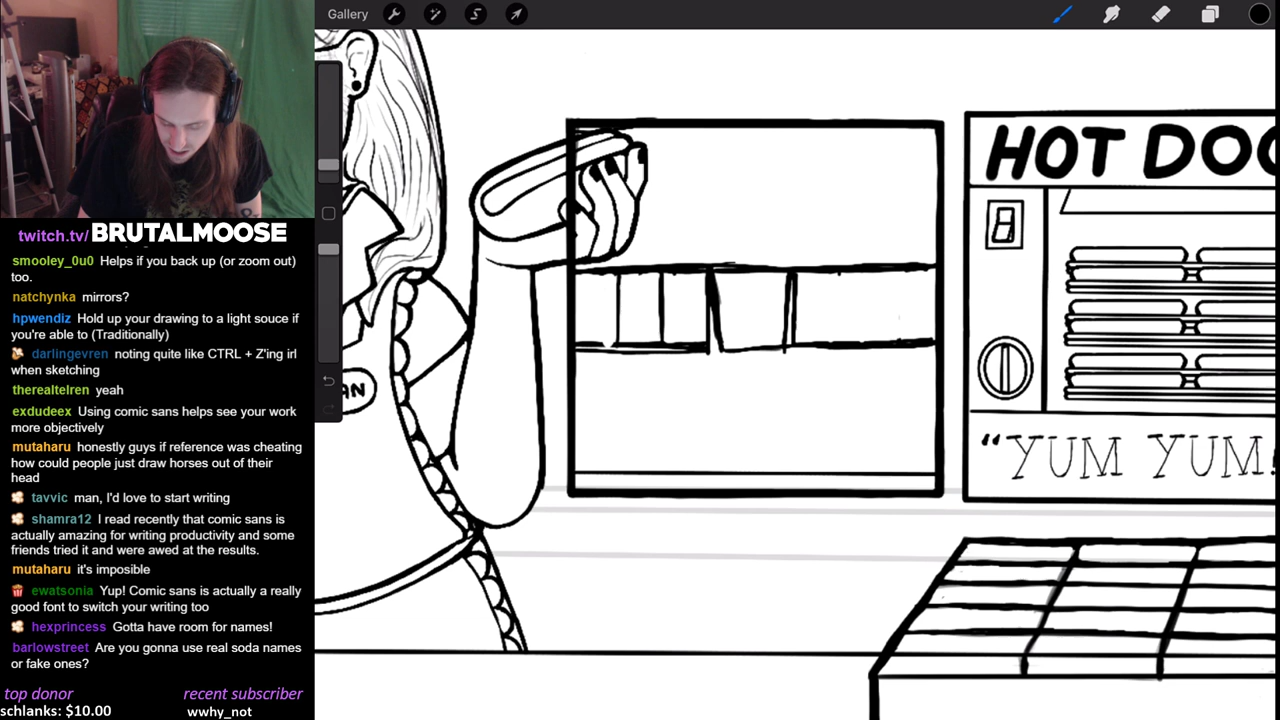 Gallery
HOT DOG
"YUM YUM!
AN
twitch.tv/BRUTALMOOSE
smooley_0u0 Helps if you back up (or zoom out)
too.
natchynka mirrors?
hpwendiz Hold up your drawing to a light souce if
you're able to (Traditionally)
darlingevren noting quite like CTRL + Z'ing irl
when sketching
therealtelren yeah
exdudeex Using comic sans helps see your work
more objectively
mutaharu honestly guys if reference was cheating
how could people just draw horses out of their
head
tavvic man, I'd love to start writing
shamra12 I read recently that comic sans is
actually amazing for writing productivity and some
friends tried it and were awed at the results.
mutaharu it's imposible
ewatsonia Yup! Comic sans is actually a really
good font to switch your writing too
hexprincess Gotta have room for names!
barlowstreet Are you gonna use real soda names
or fake ones?
top donor recent subscriber
schlanks: $10.00 wwhy_not